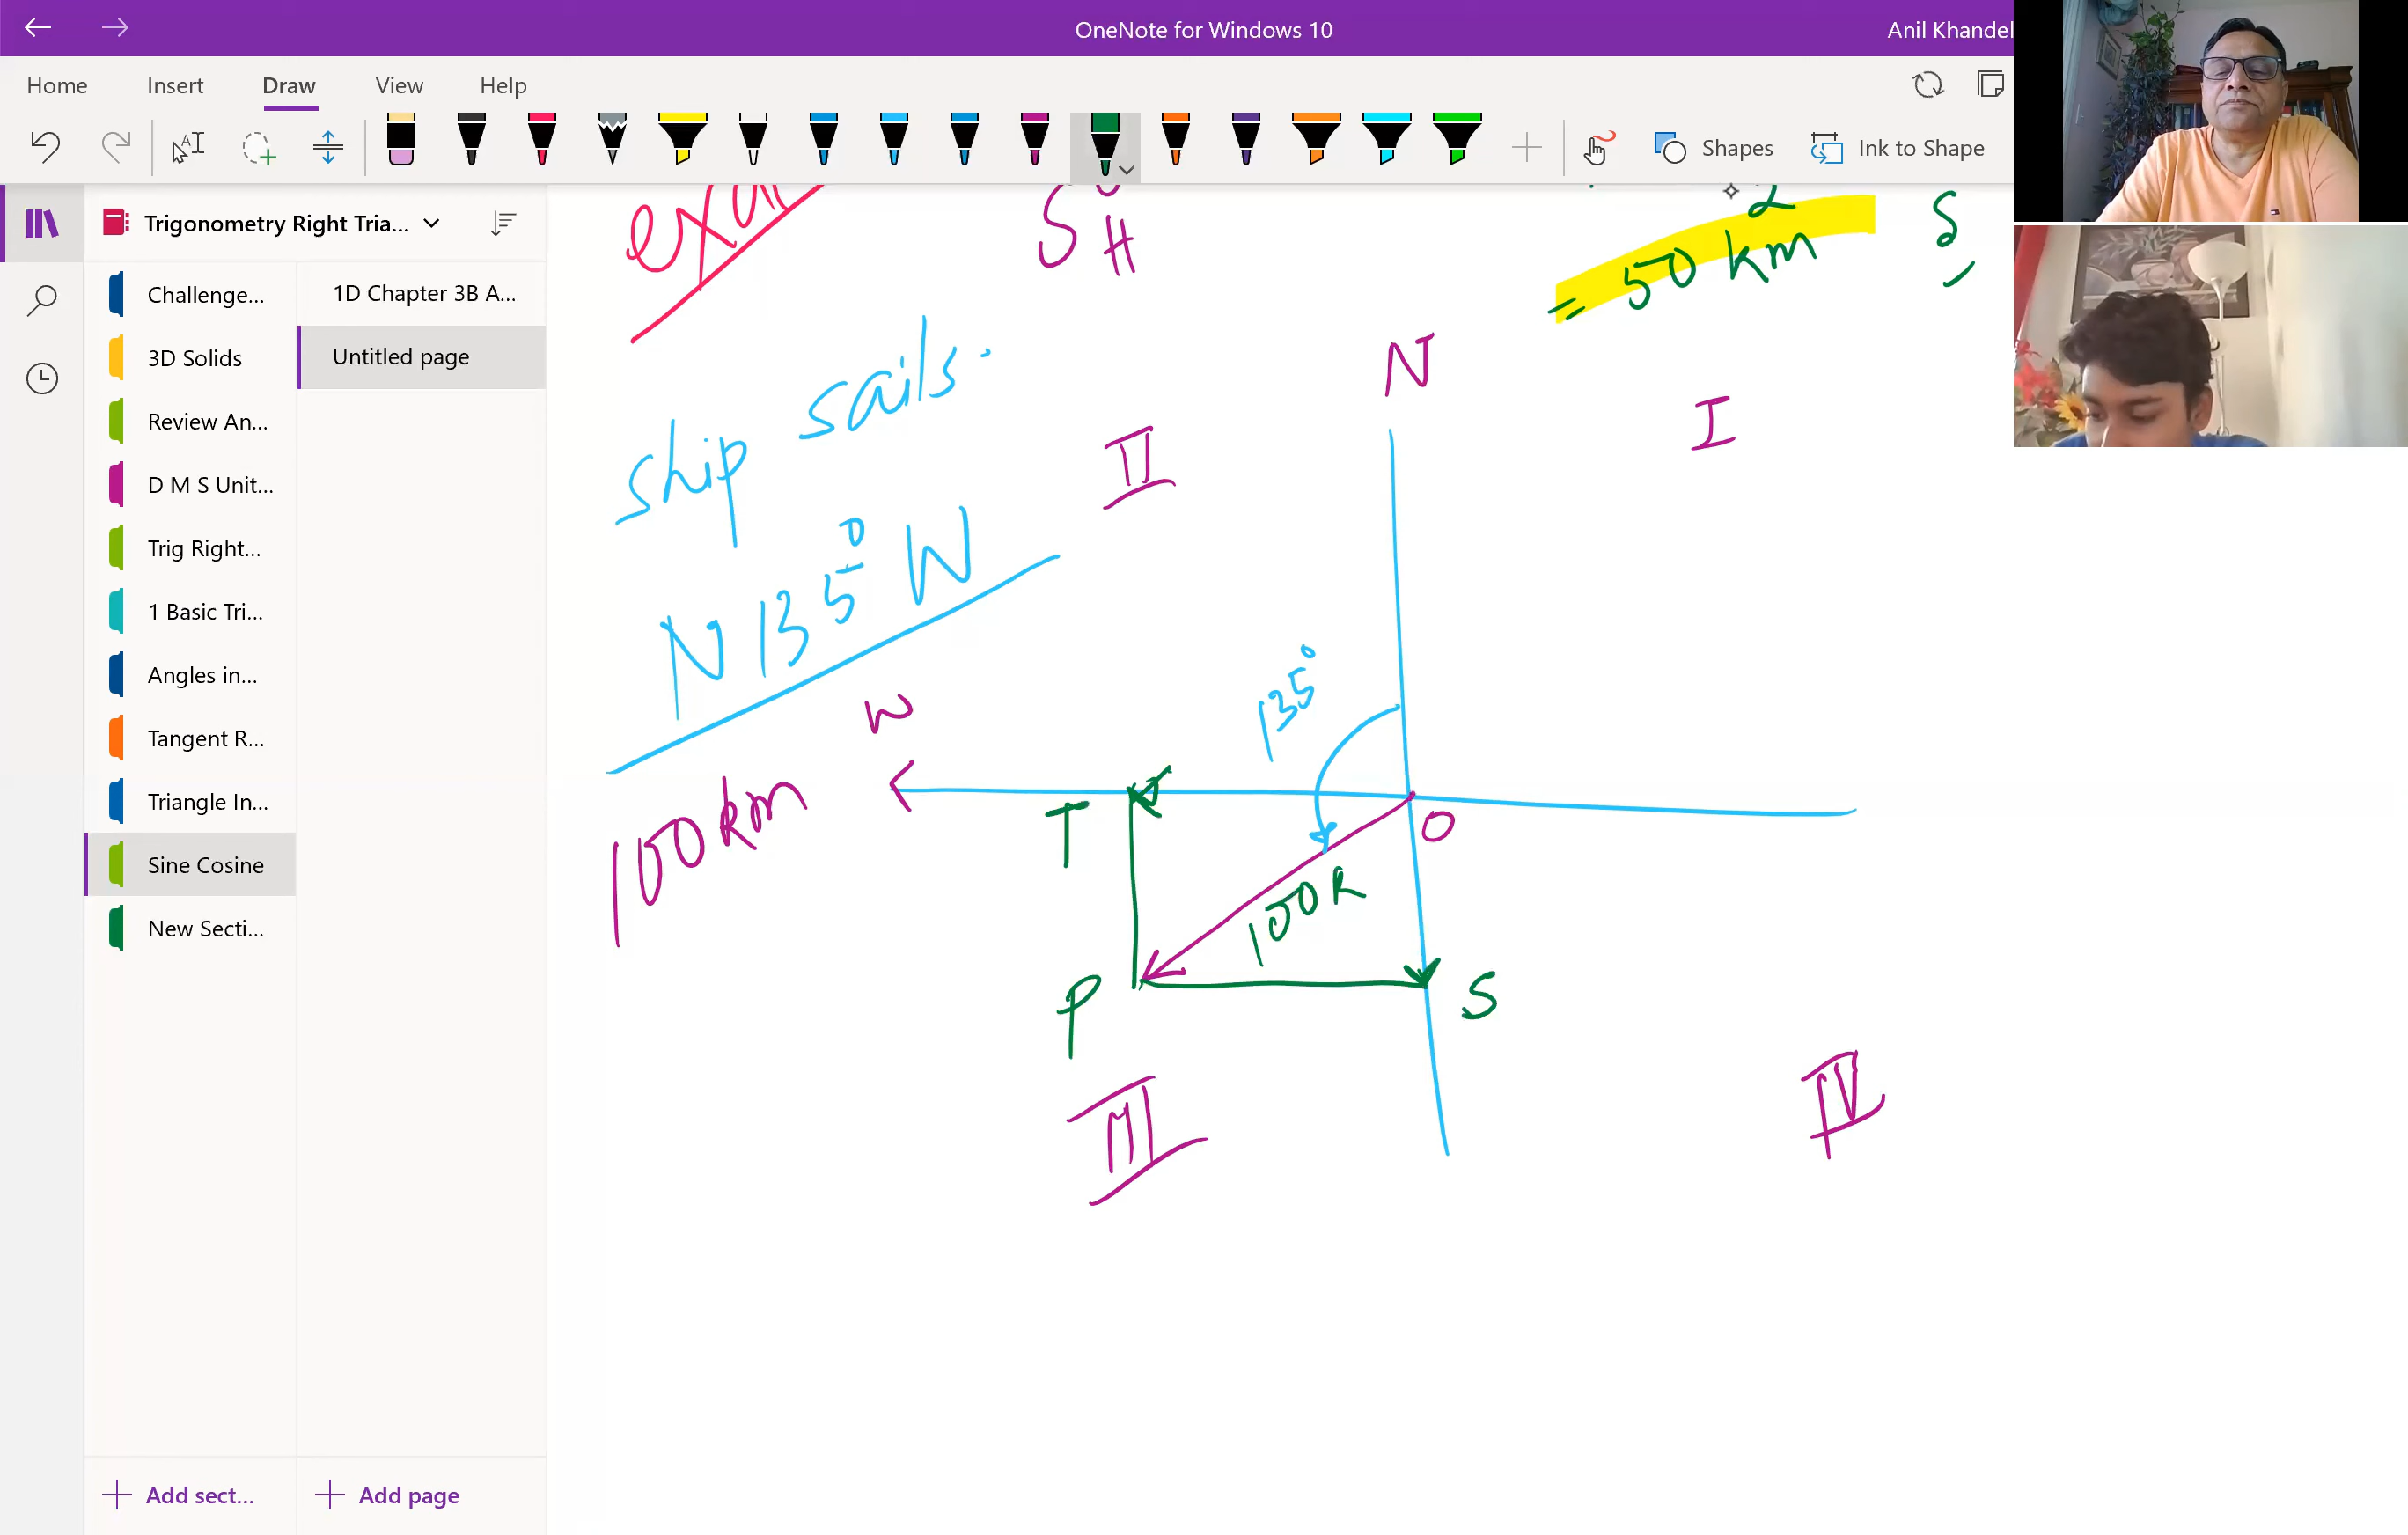 OneNote for Windows 10
Anil Khandel
Home Insert Draw View Help
Shapes
Ink to Shape
Trigonometry Right Tria...
Challenge...
3D Solids
Review An...
D M S Unit...
Trig Right...
1 Basic Tri...
Angles in...
Tangent R...
Triangle In...
Sine Cosine
New Secti...
1D Chapter 3B A...
Untitled page
Add sect...
Add page
S
H
2
= 50 km
S
ship sails.
N 135° W
100 km
N
I
II
W
135°
T
O
100 k
P
S
III
IV